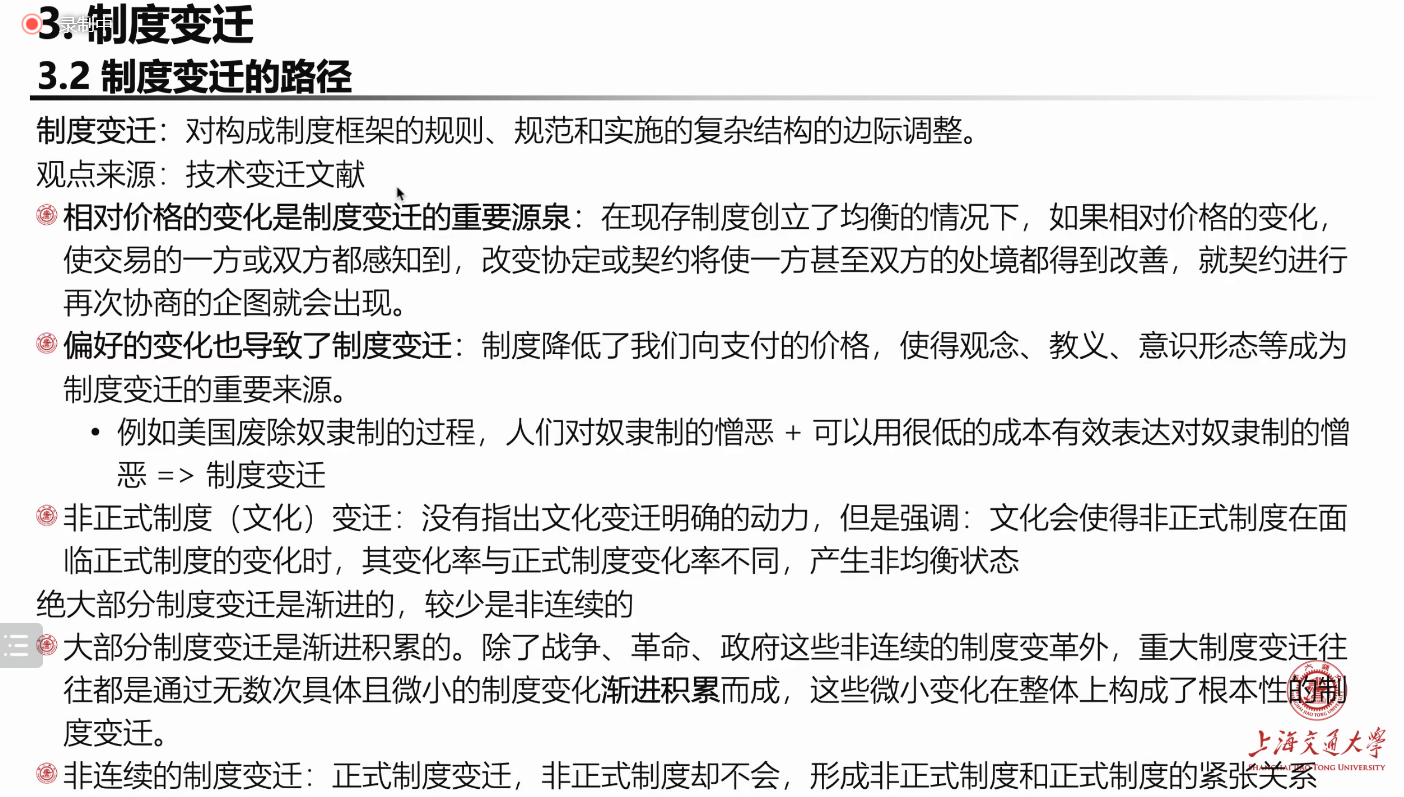 录制中
3. 制度变迁
3.2 制度变迁的路径
制度变迁：对构成制度框架的规则、规范和实施的复杂结构的边际调整。
观点来源：技术变迁文献
相对价格的变化是制度变迁的重要源泉：在现存制度创立了均衡的情况下，如果相对价格的变化，
使交易的一方或双方都感知到，改变协定或契约将使一方甚至双方的处境都得到改善，就契约进行
再次协商的企图就会出现。
偏好的变化也导致了制度变迁：制度降低了我们向支付的价格，使得观念、教义、意识形态等成为
制度变迁的重要来源。
• 例如美国废除奴隶制的过程，人们对奴隶制的憎恶 + 可以用很低的成本有效表达对奴隶制的憎
恶 => 制度变迁
非正式制度（文化）变迁：没有指出文化变迁明确的动力，但是强调：文化会使得非正式制度在面
临正式制度的变化时，其变化率与正式制度变化率不同，产生非均衡状态
绝大部分制度变迁是渐进的，较少是非连续的
大部分制度变迁是渐进积累的。除了战争、革命、政府这些非连续的制度变革外，重大制度变迁往
往都是通过无数次具体且微小的制度变化渐进积累而成，这些微小变化在整体上构成了根本性的制
度变迁。
非连续的制度变迁：正式制度变迁，非正式制度却不会，形成非正式制度和正式制度的紧张关系
上海交通大学
SHANGHAI JIAO TONG UNIVERSITY